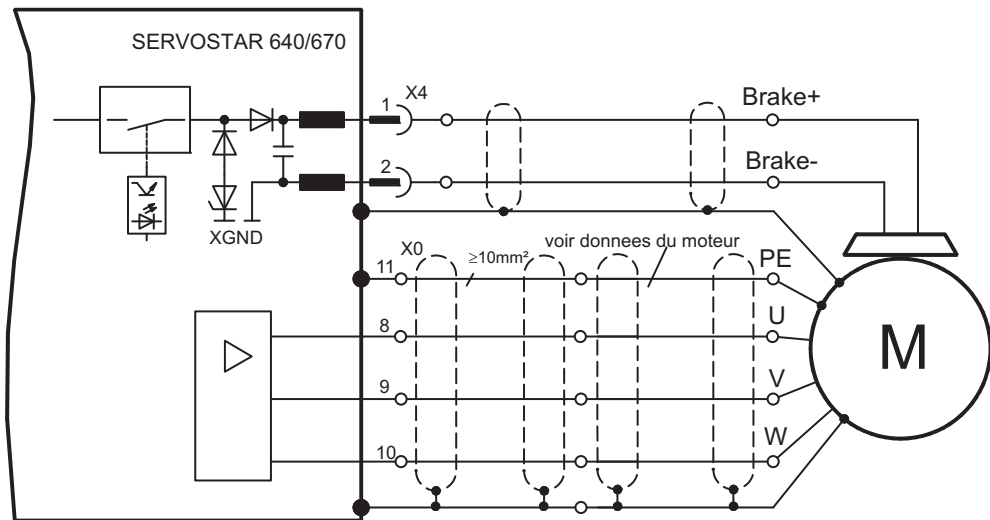 SERVOSTAR 640/670
X4
1
Brake+
2
Brake-
XGND
X0
voir donnees du moteur
PE
11
≥10mm²
U
8
M
V
9
W
10